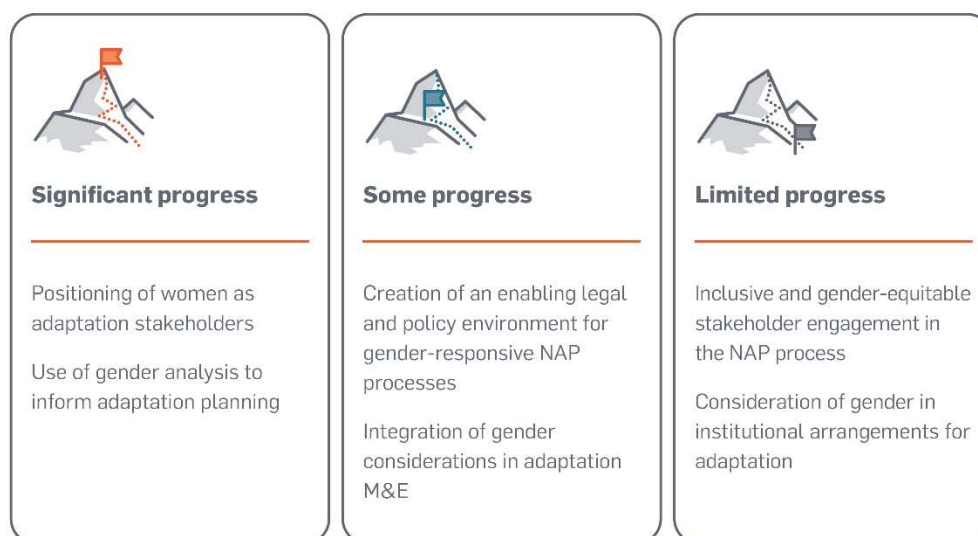 Significant progress
Positioning of women as
adaptation stakeholders
Use of gender analysis to
inform adaptation planning
Some progress
Creation of an enabling legal
and policy environment for
gender-responsive NAP
processes
Integration of gender
considerations in adaptation
M&E
Limited progress
Inclusive and gender-equitable
stakeholder engagement in
the NAP process
Consideration of gender in
institutional arrangements for
adaptation